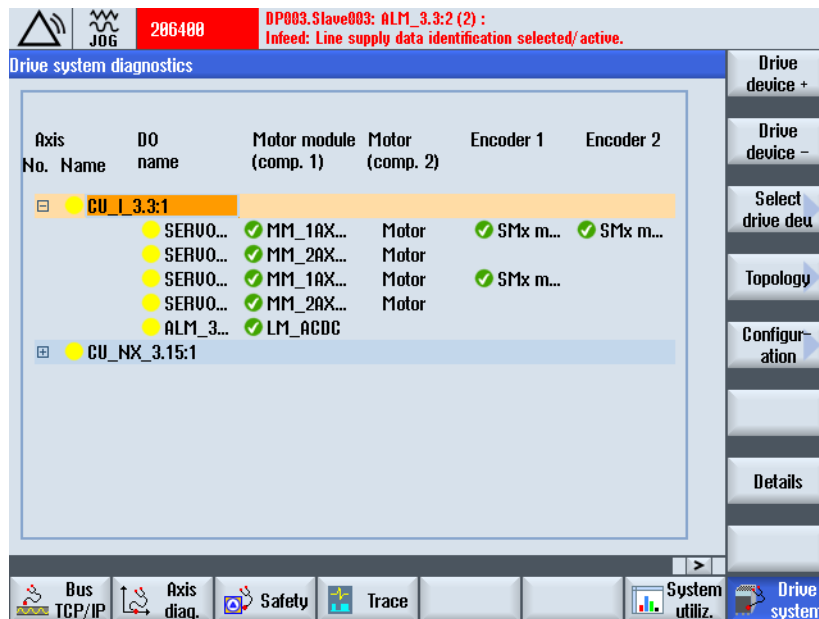 JOG
206400
DP003.Slave003: ALM_3.3:2 (2) :
Infeed: Line supply data identification selected/active.
Drive system diagnostics
Axis
No. Name
DO
name
Motor module
(comp. 1)
Motor
(comp. 2)
Encoder 1
Encoder 2
CU_I_3.3:1
SERVO... MM_1AX... Motor SMx m... SMx m...
SERVO... MM_2AX... Motor
SERVO... MM_1AX... Motor SMx m...
SERVO... MM_2AX... Motor
ALM_3... LM_ACDC
CU_NX_3.15:1
Drive
device +
Drive
device -
Select
drive dev
Topology
Configur-
ation
Details
>
Bus
TCP/IP
Axis
diag.
Safety
Trace
System
utiliz.
Drive
system